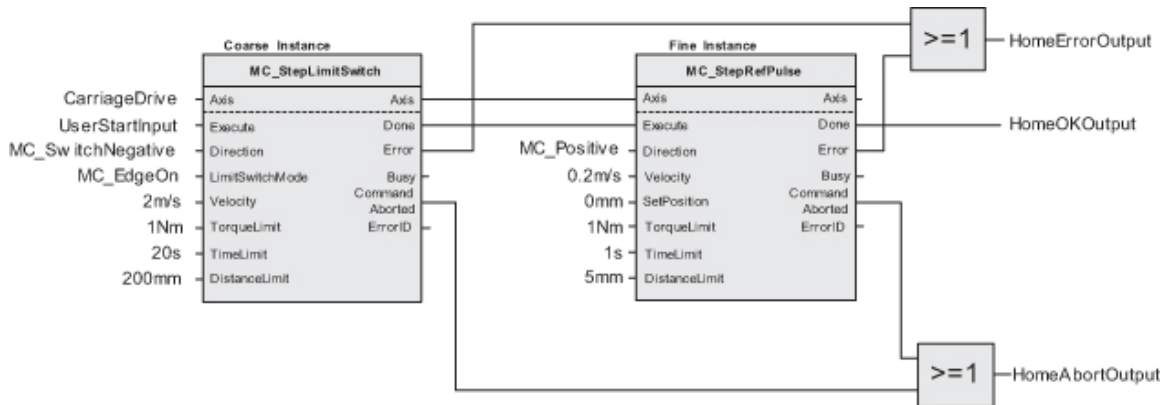 >=1
HomeErrorOutput
Coarse Instance
MC_StepLimitSwitch
CarriageDrive
Axis
Axis
UserStartInput
Execute
Done
MC_SwitchNegative
Direction
Error
MC_EdgeOn
LimitSwitchMode
Busy
2m/s
Velocity
Command
Aborted
1Nm
TorqueLimit
ErrorID
20s
TimeLimit
200mm
DistanceLimit
Fine Instance
MC_StepRefPulse
Axis
Axis
Execute
Done
HomeOKOutput
MC_Positive
Direction
Error
0.2m/s
Velocity
Busy
0mm
SetPosition
Command
Aborted
1Nm
TorqueLimit
ErrorID
1s
TimeLimit
5mm
DistanceLimit
>=1
HomeAbortOutput